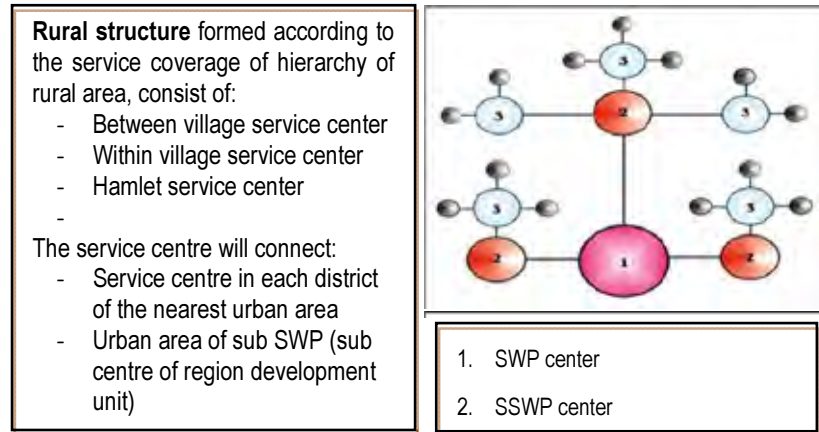 Rural structure formed according to
the service coverage of hierarchy of
rural area, consist of:
- Between village service center
- Within village service center
- Hamlet service center
-
The service centre will connect:
- Service centre in each district
of the nearest urban area
- Urban area of sub SWP (sub
centre of region development
unit)
3
3
2
3
3
3
2
1
2
1. SWP center
2. SSWP center